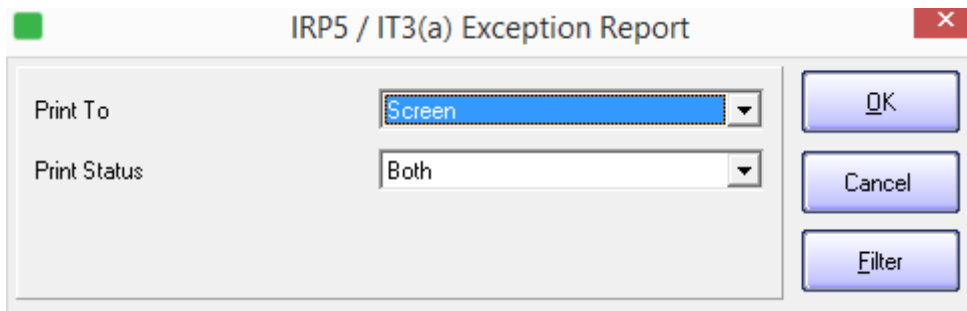 IRP5 / IT3(a) Exception Report
Print To Screen OK
Print Status Both Cancel
Filter